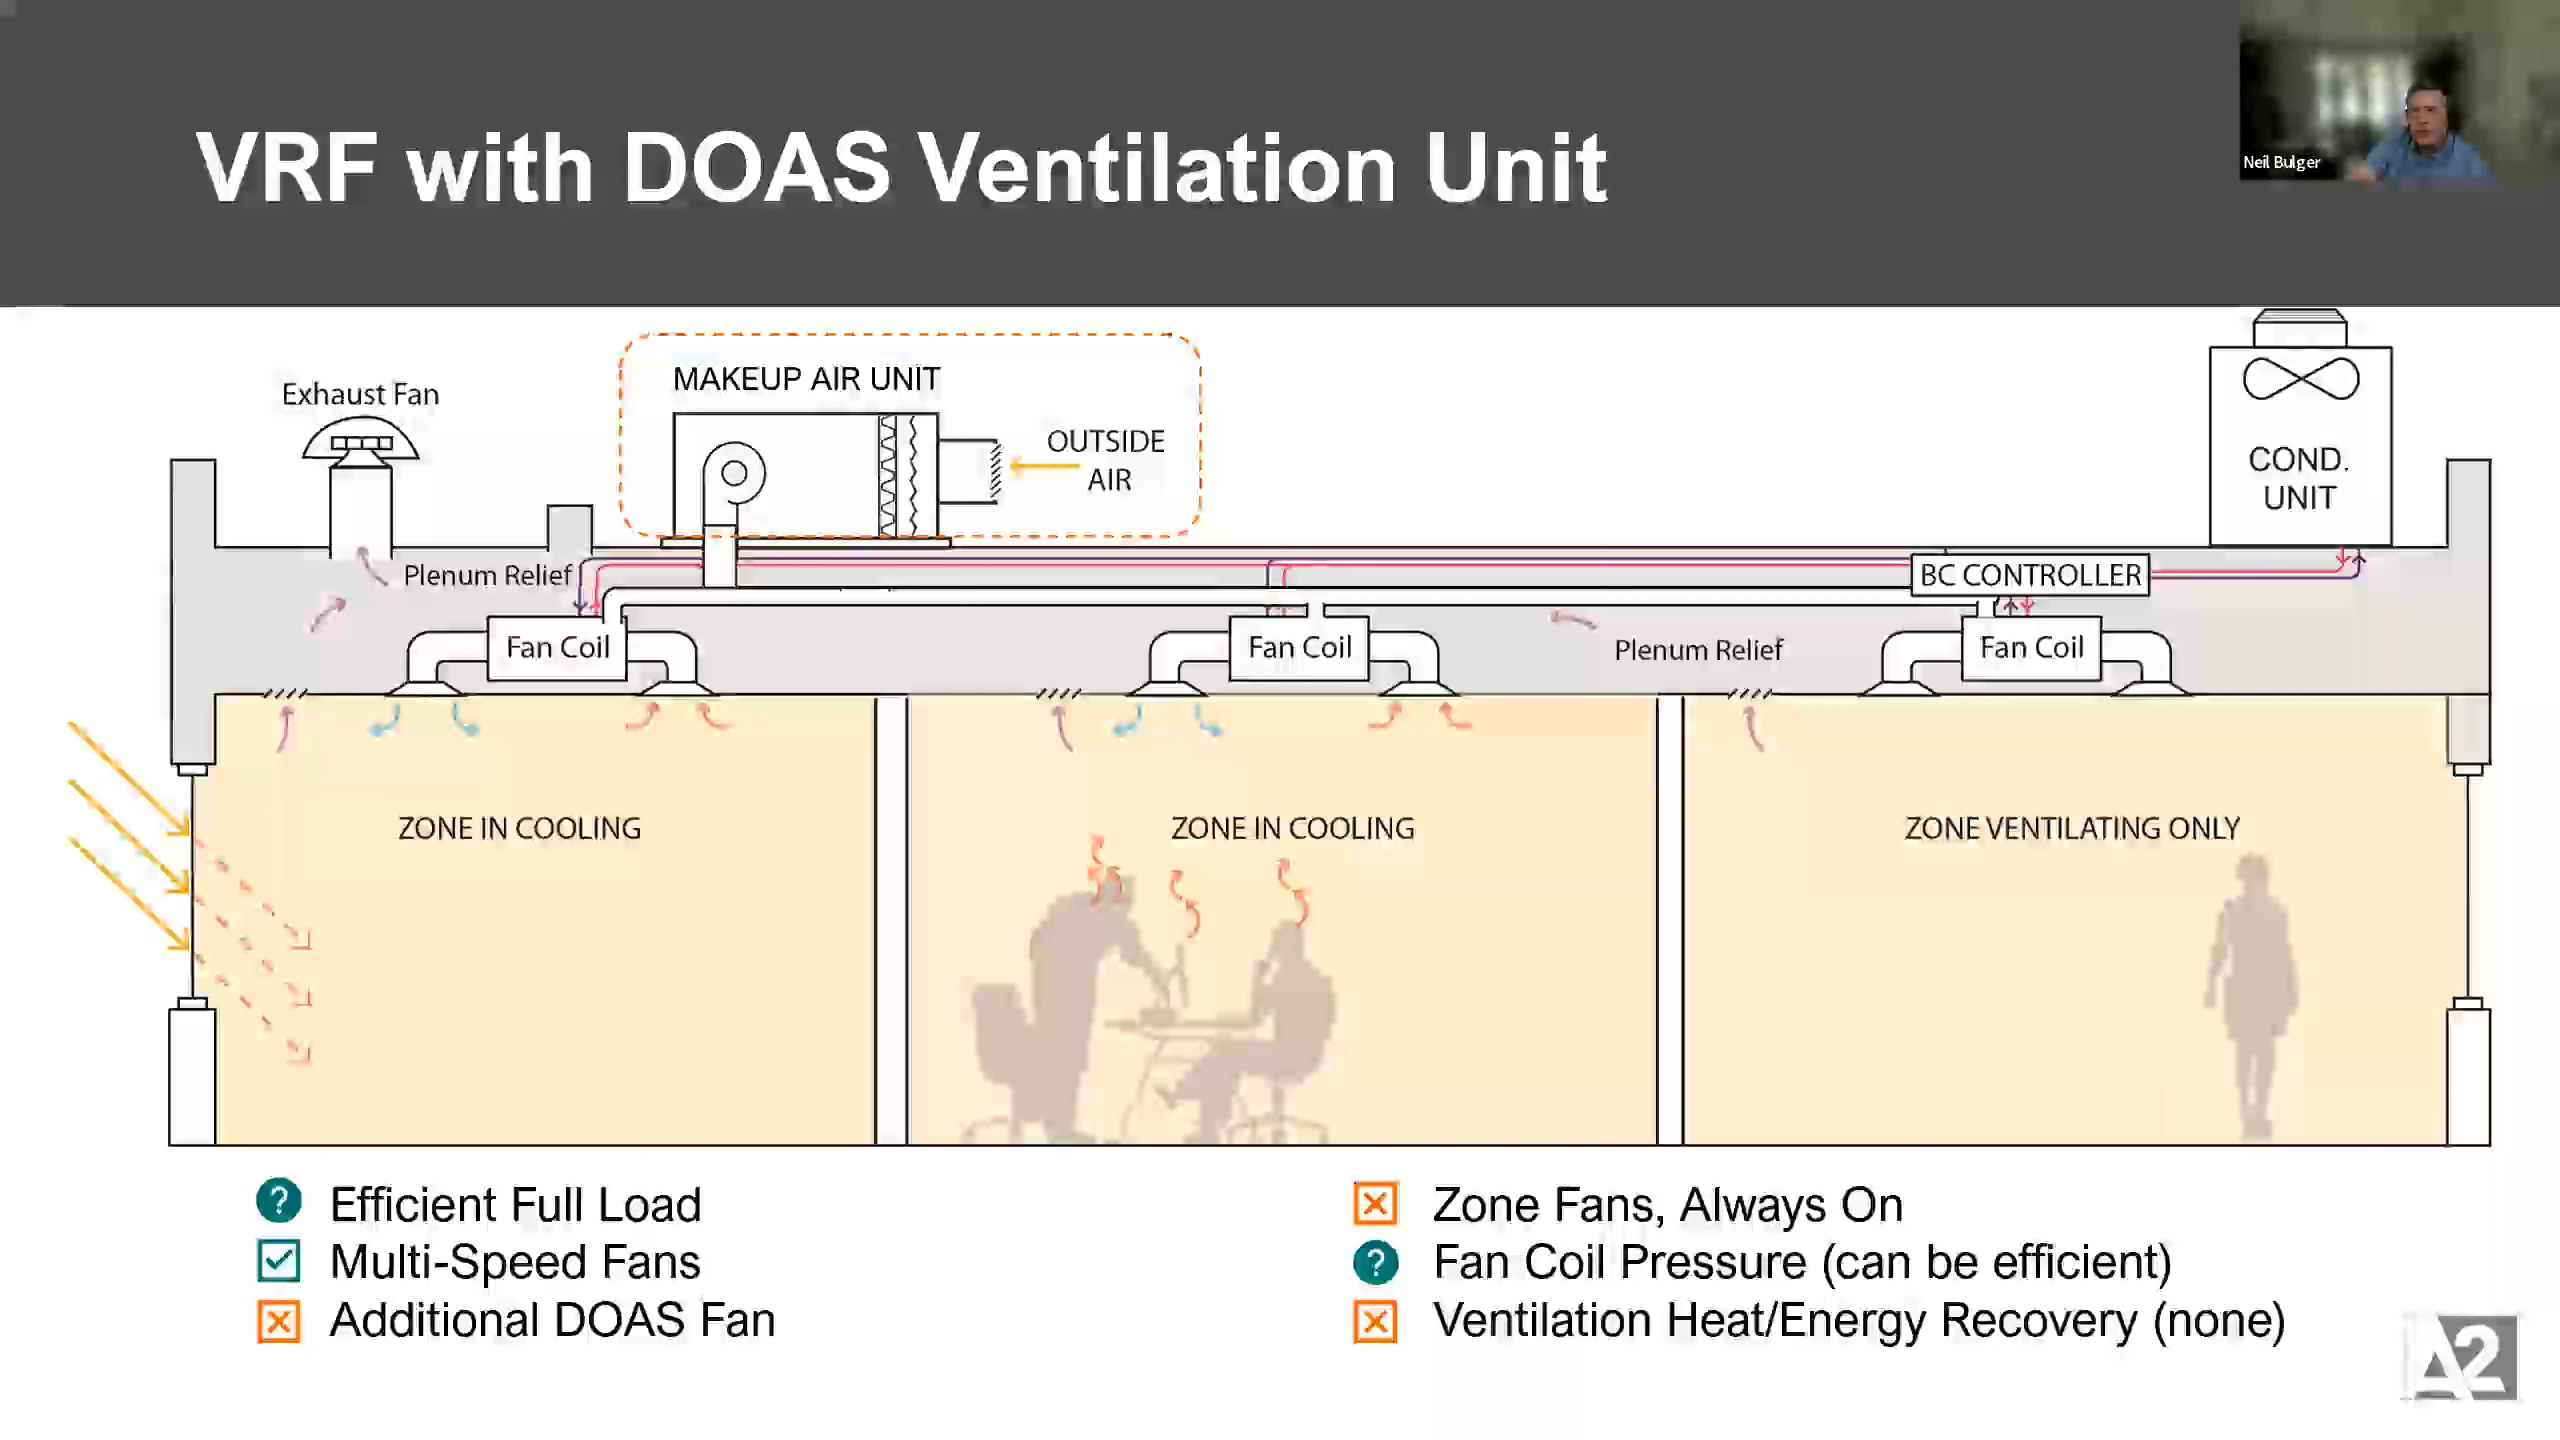 VRF with DOAS Ventilation Unit
Neil Bulger
MAKEUP AIR UNIT
Exhaust Fan
OUTSIDE
AIR
COND.
UNIT
Plenum Relief
BC CONTROLLER
Fan Coil
Fan Coil
Plenum Relief
Fan Coil
ZONE IN COOLING
ZONE IN COOLING
ZONE VENTILATING ONLY
? Efficient Full Load
Multi-Speed Fans
Additional DOAS Fan
Zone Fans, Always On
? Fan Coil Pressure (can be efficient)
Ventilation Heat/Energy Recovery (none)
A2